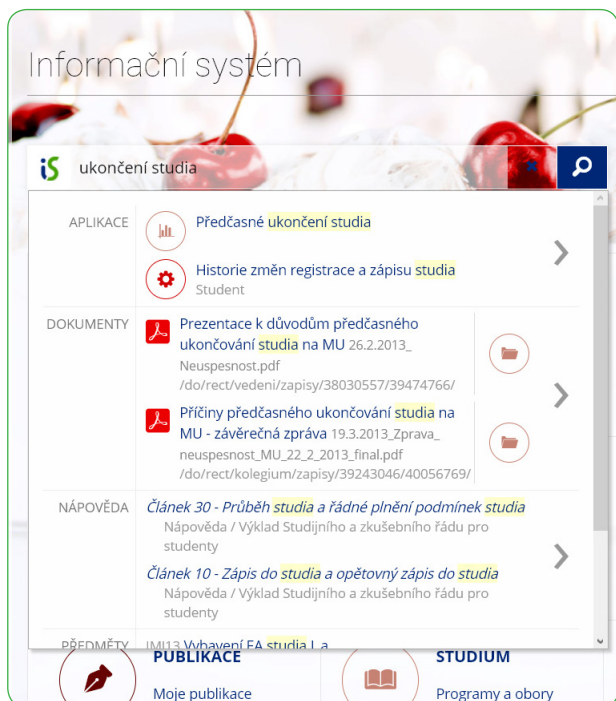 Informační systém
iS ukončení studia
APLIKACE
Předčasné ukončení studia
Historie změn registrace a zápisu studia
Student
DOKUMENTY
Prezentace k důvodům předčasného
ukončování studia na MU 26.2.2013_
Neuspesnost.pdf
/do/rect/vedeni/zapisy/38030557/39474766/
Příčiny předčasného ukončování studia na
MU - závěrečná zpráva 19.3.2013_Zprava_
neuspesnost_MU_22_2_2013_final.pdf
/do/rect/kolegium/zapisy/39243046/40056769/
NÁPOVĚDA
Článek 30 - Průběh studia a řádné plnění podmínek studia
Nápověda / Výklad Studijního a zkušebního řádu pro
studenty
Článek 10 - Zápis do studia a opětovný zápis do studia
Nápověda / Výklad Studijního a zkušebního řádu pro
studenty
PŘEDMĚTY
Vybavení EA studia I. a
PUBLIKACE
Moje publikace
STUDIUM
Programy a obory